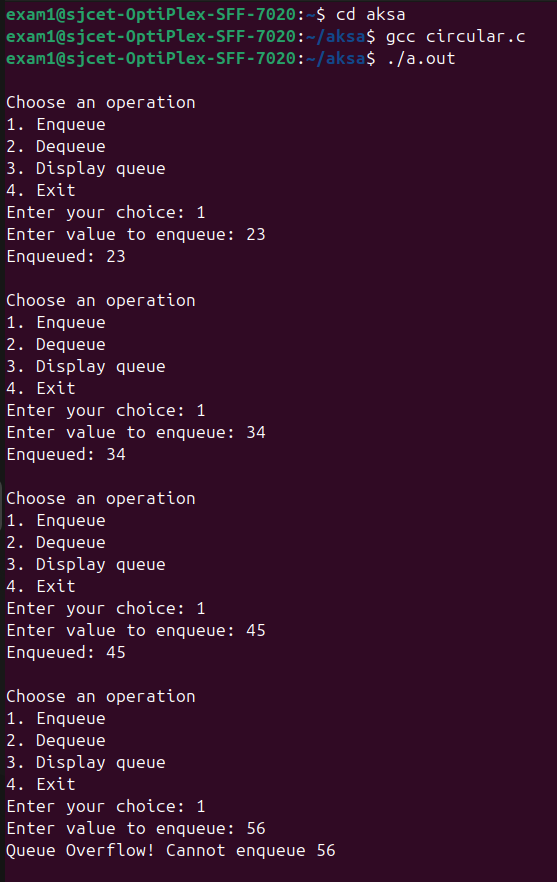 exam1@sjcet-OptiPlex-SFF-7020:~$ cd aksa
exam1@sjcet-OptiPlex-SFF-7020:~/aksa$ gcc circular.c
exam1@sjcet-OptiPlex-SFF-7020:~/aksa$ ./a.out
Choose an operation
1. Enqueue
2. Dequeue
3. Display queue
4. Exit
Enter your choice: 1
Enter value to enqueue: 23
Enqueued: 23
Choose an operation
1. Enqueue
2. Dequeue
3. Display queue
4. Exit
Enter your choice: 1
Enter value to enqueue: 34
Enqueued: 34
Choose an operation
1. Enqueue
2. Dequeue
3. Display queue
4. Exit
Enter your choice: 1
Enter value to enqueue: 45
Enqueued: 45
Choose an operation
1. Enqueue
2. Dequeue
3. Display queue
4. Exit
Enter your choice: 1
Enter value to enqueue: 56
Queue Overflow! Cannot enqueue 56